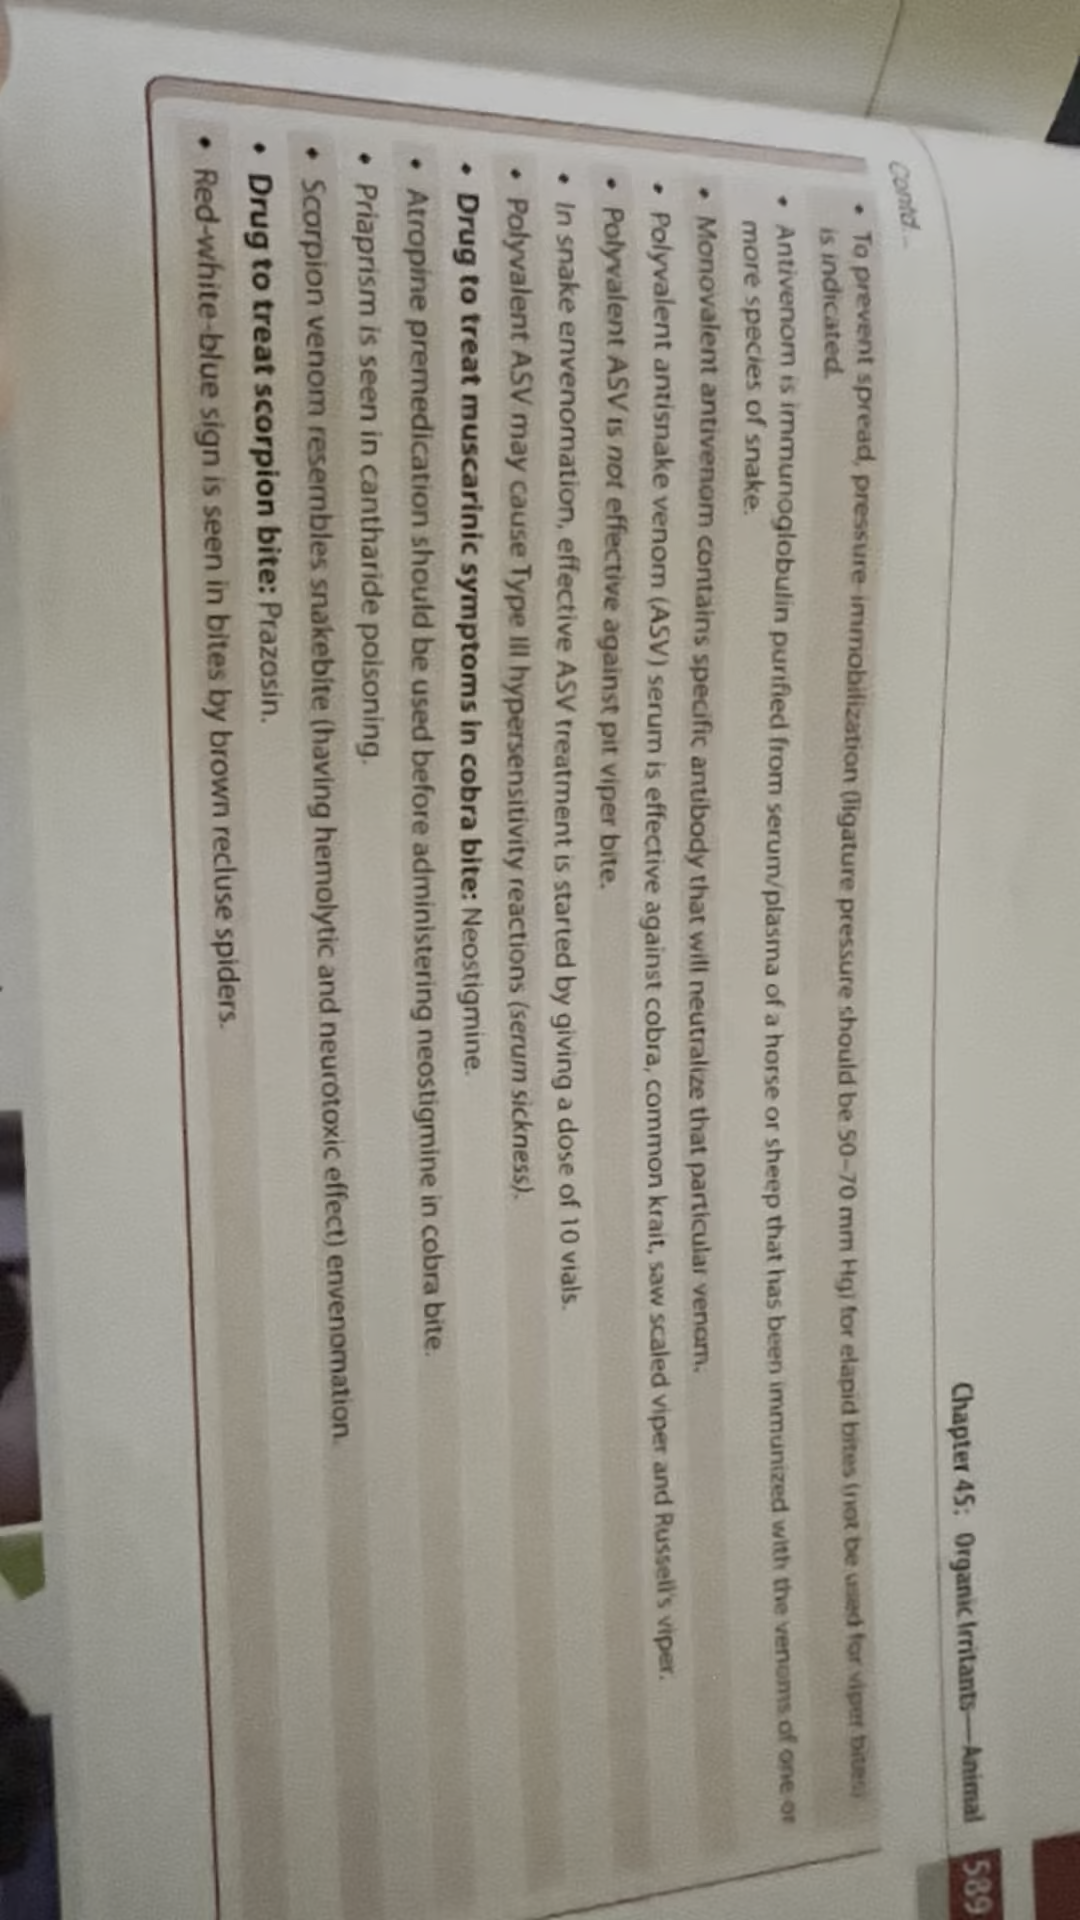 Chapter 45: Organic Irritants—Animal 589
Contd...
• To prevent spread, pressure immobilization (ligature pressure should be 50–70 mm Hg) for elapid bites (not be used for viper bites)
is indicated.
• Antivenom is immunoglobulin purified from serum/plasma of a horse or sheep that has been immunized with the venoms of one or
more species of snake.
• Monovalent antivenom contains specific antibody that will neutralize that particular venom.
• Polyvalent antisnake venom (ASV) serum is effective against cobra, common krait, saw scaled viper and Russell's viper.
• Polyvalent ASV is not effective against pit viper bite.
• In snake envenomation, effective ASV treatment is started by giving a dose of 10 vials.
• Polyvalent ASV may cause Type III hypersensitivity reactions (serum sickness).
• Drug to treat muscarinic symptoms in cobra bite: Neostigmine.
• Atropine premedication should be used before administering neostigmine in cobra bite.
• Priaprism is seen in cantharide poisoning.
• Scorpion venom resembles snakebite (having hemolytic and neurotoxic effect) envenomation.
• Drug to treat scorpion bite: Prazosin.
• Red-white-blue sign is seen in bites by brown recluse spiders.